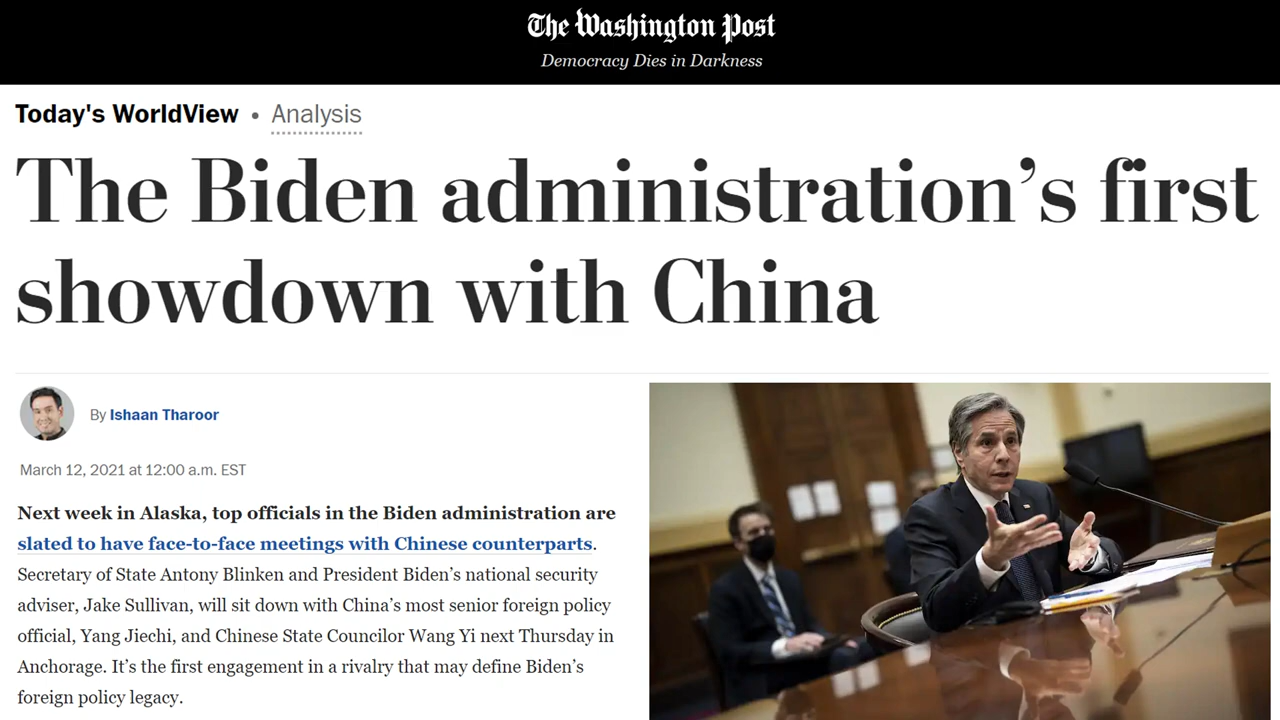 The Washington Post
Democracy Dies in Darkness
Today's WorldView • Analysis
The Biden administration’s first
showdown with China
By Ishaan Tharoor
March 12, 2021 at 12:00 a.m. EST
Next week in Alaska, top officials in the Biden administration are
slated to have face-to-face meetings with Chinese counterparts.
Secretary of State Antony Blinken and President Biden’s national security
adviser, Jake Sullivan, will sit down with China’s most senior foreign policy
official, Yang Jiechi, and Chinese State Councilor Wang Yi next Thursday in
Anchorage. It’s the first engagement in a rivalry that may define Biden’s
foreign policy legacy.